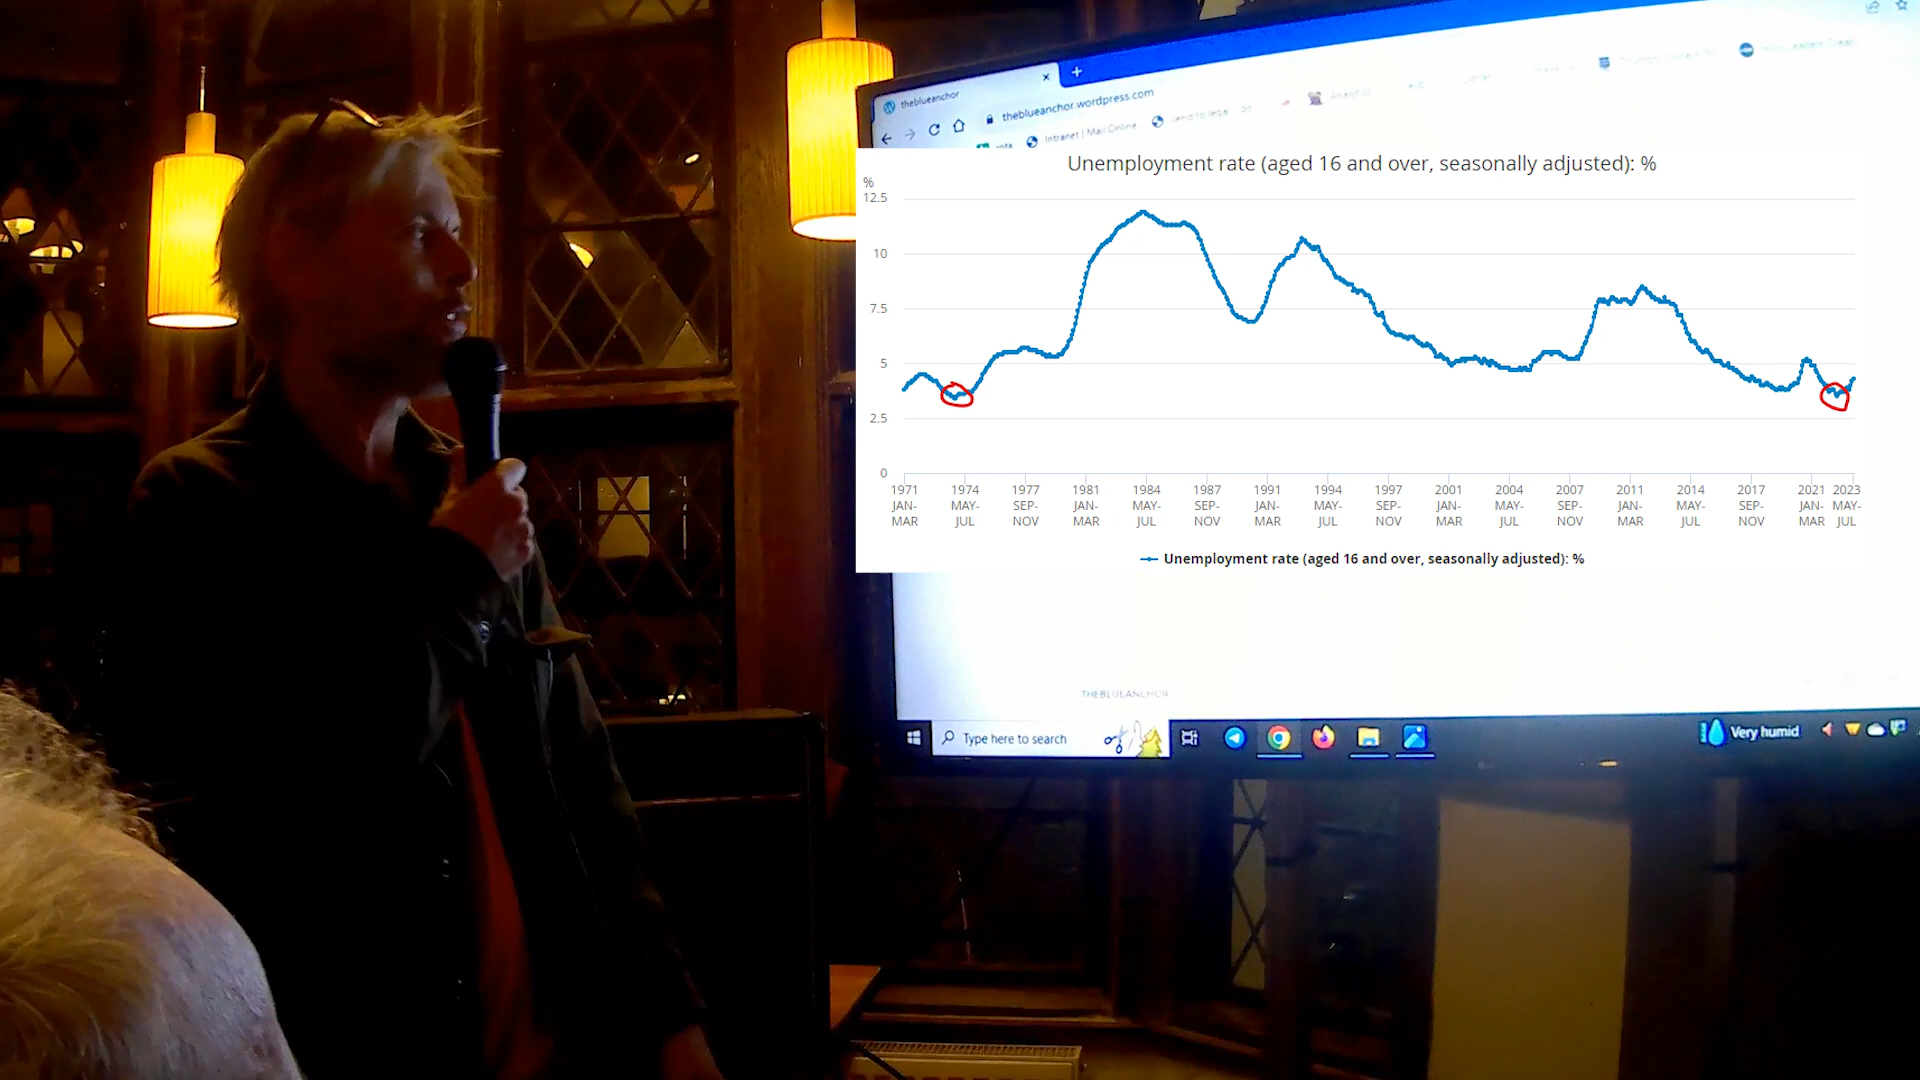 theblueanchor
theblueanchor.wordpress.com
Intranet | Mail Online
Unemployment rate (aged 16 and over, seasonally adjusted): %
%
12.5
10
7.5
5
2.5
0
1971 1974 1977 1981 1984 1987 1991 1994 1997 2001 2004 2007 2011 2014 2017 2021 2023
JAN- MAY- SEP- JAN- MAY- SEP- JAN- MAY- SEP- JAN- MAY- SEP- JAN- MAY- SEP- JAN- MAY-
MAR JUL NOV MAR JUL NOV MAR JUL NOV MAR JUL NOV MAR JUL NOV MAR JUL
Unemployment rate (aged 16 and over, seasonally adjusted): %
THEBLUEANCHOR
Type here to search
Very humid